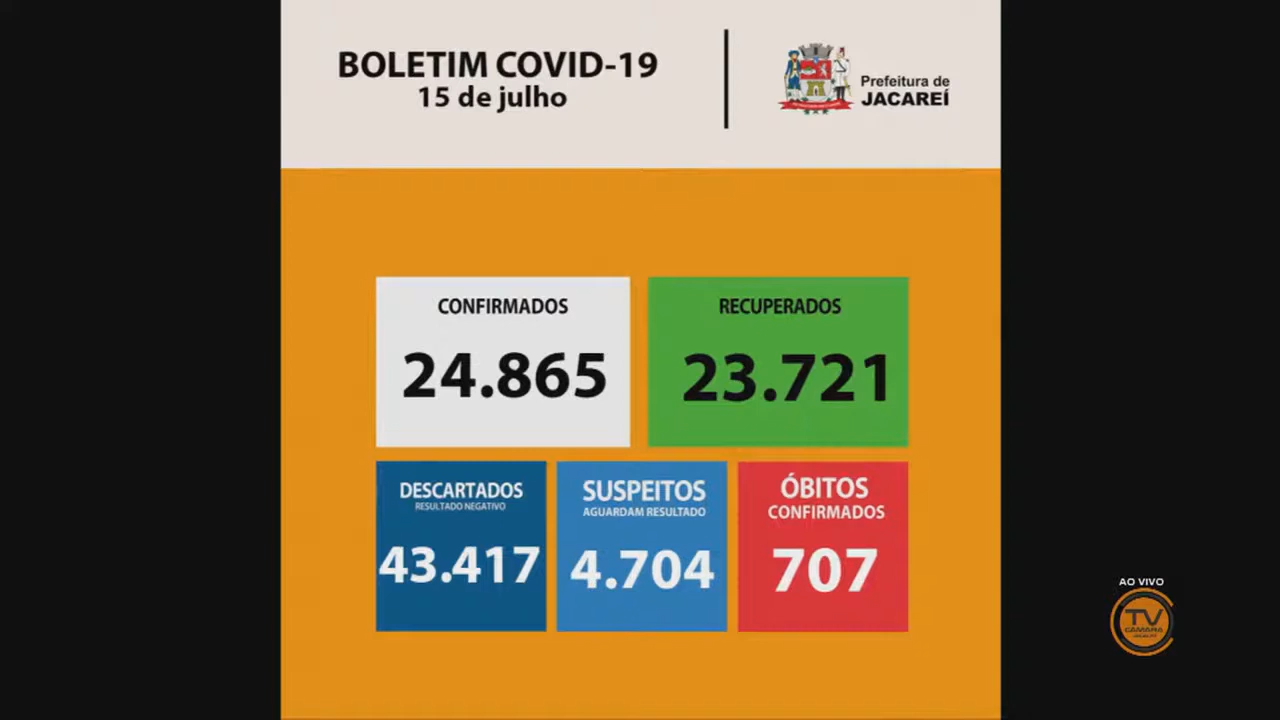 BOLETIM COVID-19
15 de julho
Prefeitura de
JACAREÍ
CONFIRMADOS
24.865
RECUPERADOS
23.721
DESCARTADOS
RESULTADO NEGATIVO
43.417
SUSPEITOS
AGUARDAM RESULTADO
4.704
ÓBITOS
CONFIRMADOS
707
AO VIVO
TV
CAMARA